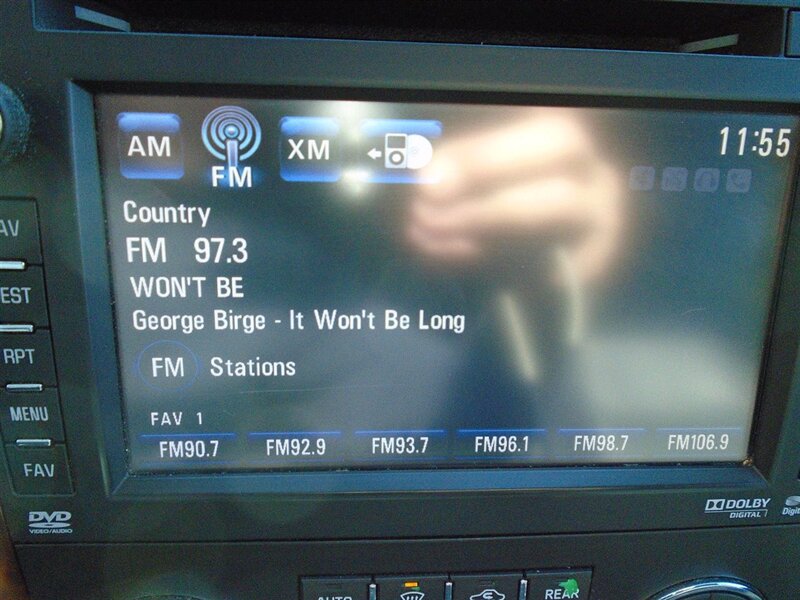 AM FM XM
11:55
Country
FM 97.3
WON'T BE
George Birge - It Won't Be Long
FM Stations
FAV 1
FM90.7 FM92.9 FM93.7 FM96.1 FM98.7 FM106.9
AV
EST
RPT
MENU
FAV
DVD
VIDEO/AUDIO
DOLBY
DIGITAL
Digit
AUTO
REAR